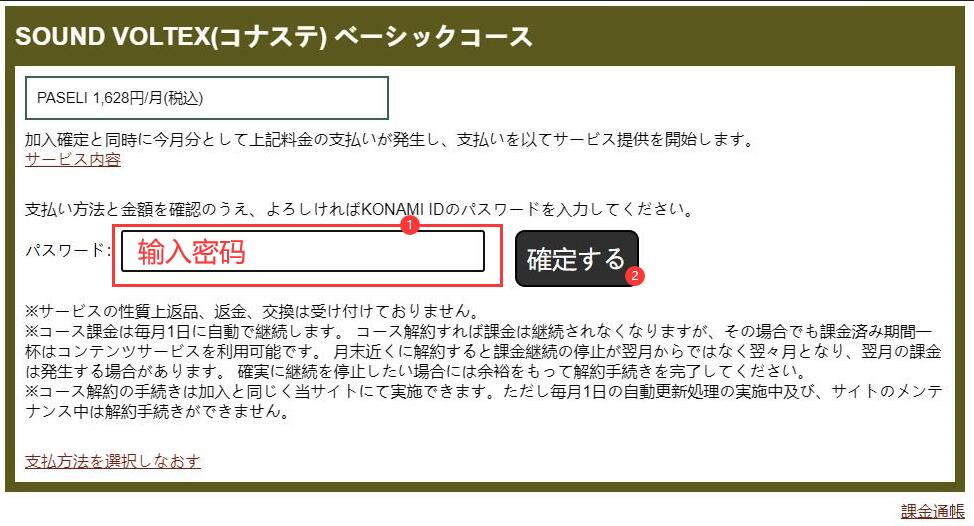 SOUND VOLTEX(コナステ) ベーシックコース
PASELI 1,628円/月(税込)
加入確定と同時に今月分として上記料金の支払いが発生し、支払いを以てサービス提供を開始します。
サービス内容
支払い方法と金額を確認のうえ、よろしければKONAMI IDのパスワードを入力してください。
1
パスワード: 输入密码 確定する
2
※サービスの性質上返品、返金、交換は受け付けておりません。
※コース課金は毎月1日に自動で継続します。 コース解約すれば課金は継続されなくなりますが、その場合でも課金済み期間一
杯はコンテンツサービスを利用可能です。 月末近くに解約すると課金継続の停止が翌月からではなく翌々月となり、翌月の課金
は発生する場合があります。 確実に継続を停止したい場合には余裕をもって解約手続きを完了してください。
※コース解約の手続きは加入と同じく当サイトにて実施できます。ただし毎月1日の自動更新処理の実施中及び、サイトのメンテ
ナンス中は解約手続きができません。
支払方法を選択しなおす
課金通帳